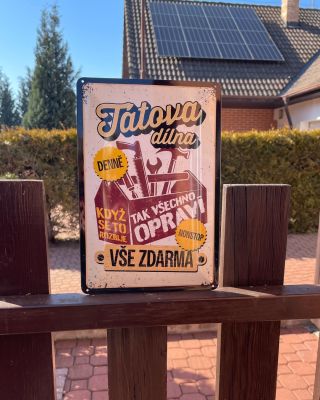 Tátova
dílna
DENNĚ
KDYŽ
SE TO
ROZBIJE
TAK VŠECHNO
OPRAVÍ
NONSTOP
VŠE ZDARMA